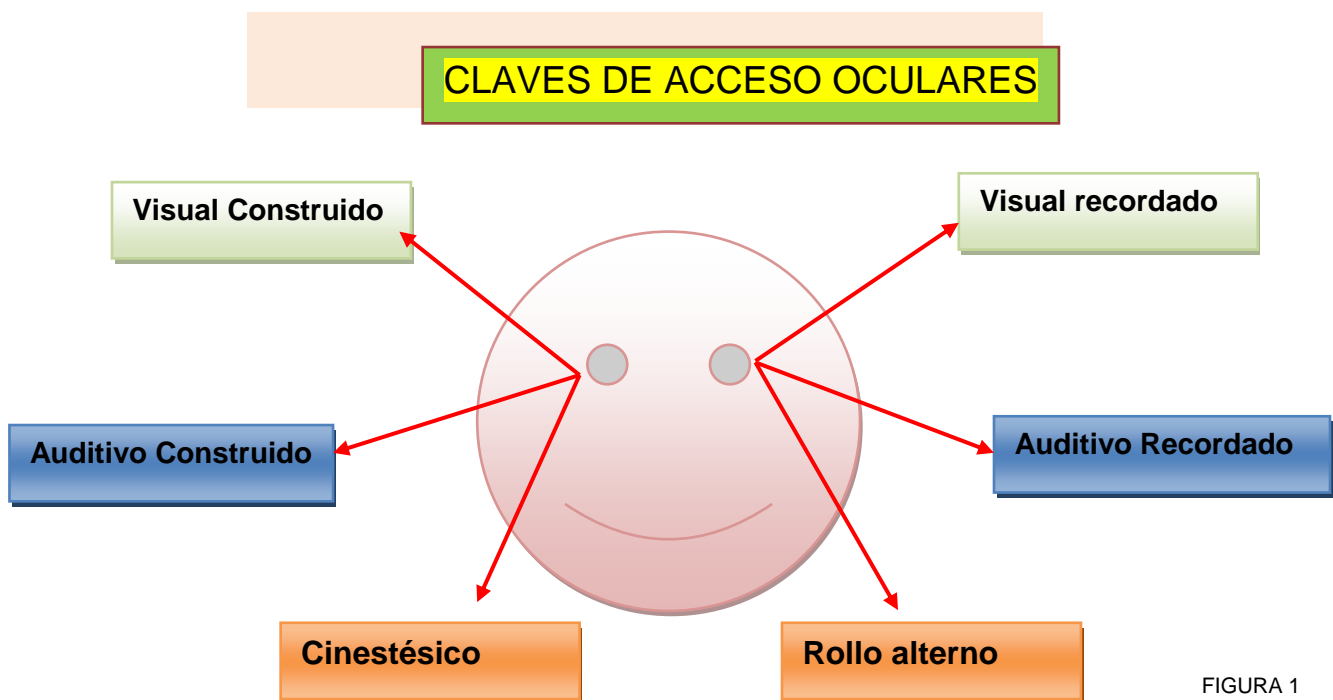 CLAVES DE ACCESO OCULARES
Visual Construido
Visual recordado
Auditivo Construido
Auditivo Recordado
Cinestésico
Rollo alterno
FIGURA 1